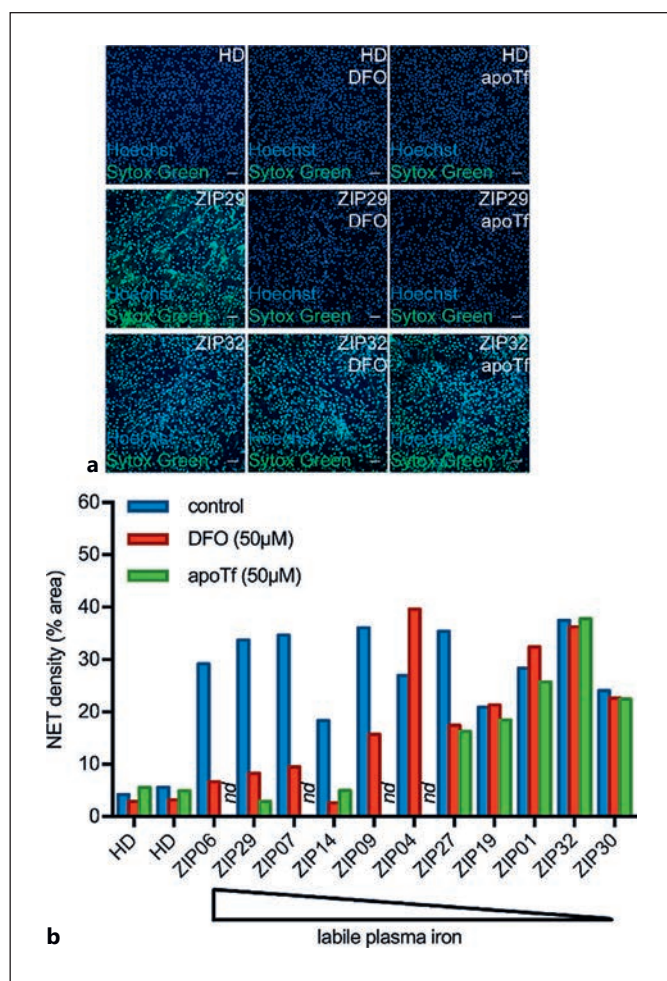 HD
Hoechst
Sytox Green
HD
DFO
Hoechst
Sytox Green
HD
apoTf
Hoechst
Sytox Green
ZIP29
Hoechst
Sytox Green
ZIP29
DFO
Hoechst
Sytox Green
ZIP29
apoTf
Hoechst
Sytox Green
ZIP32
Hoechst
Sytox Green
ZIP32
DFO
Hoechst
Sytox Green
ZIP32
apoTf
Hoechst
Sytox Green
a
control
DFO (50µM)
apoTf (50µM)
NET density (% area)
60
50
40
30
20
10
0
nd
nd
nd
nd
HD
HD
ZIP06
ZIP29
ZIP07
ZIP14
ZIP09
ZIP04
ZIP27
ZIP19
ZIP01
ZIP32
ZIP30
labile plasma iron
b